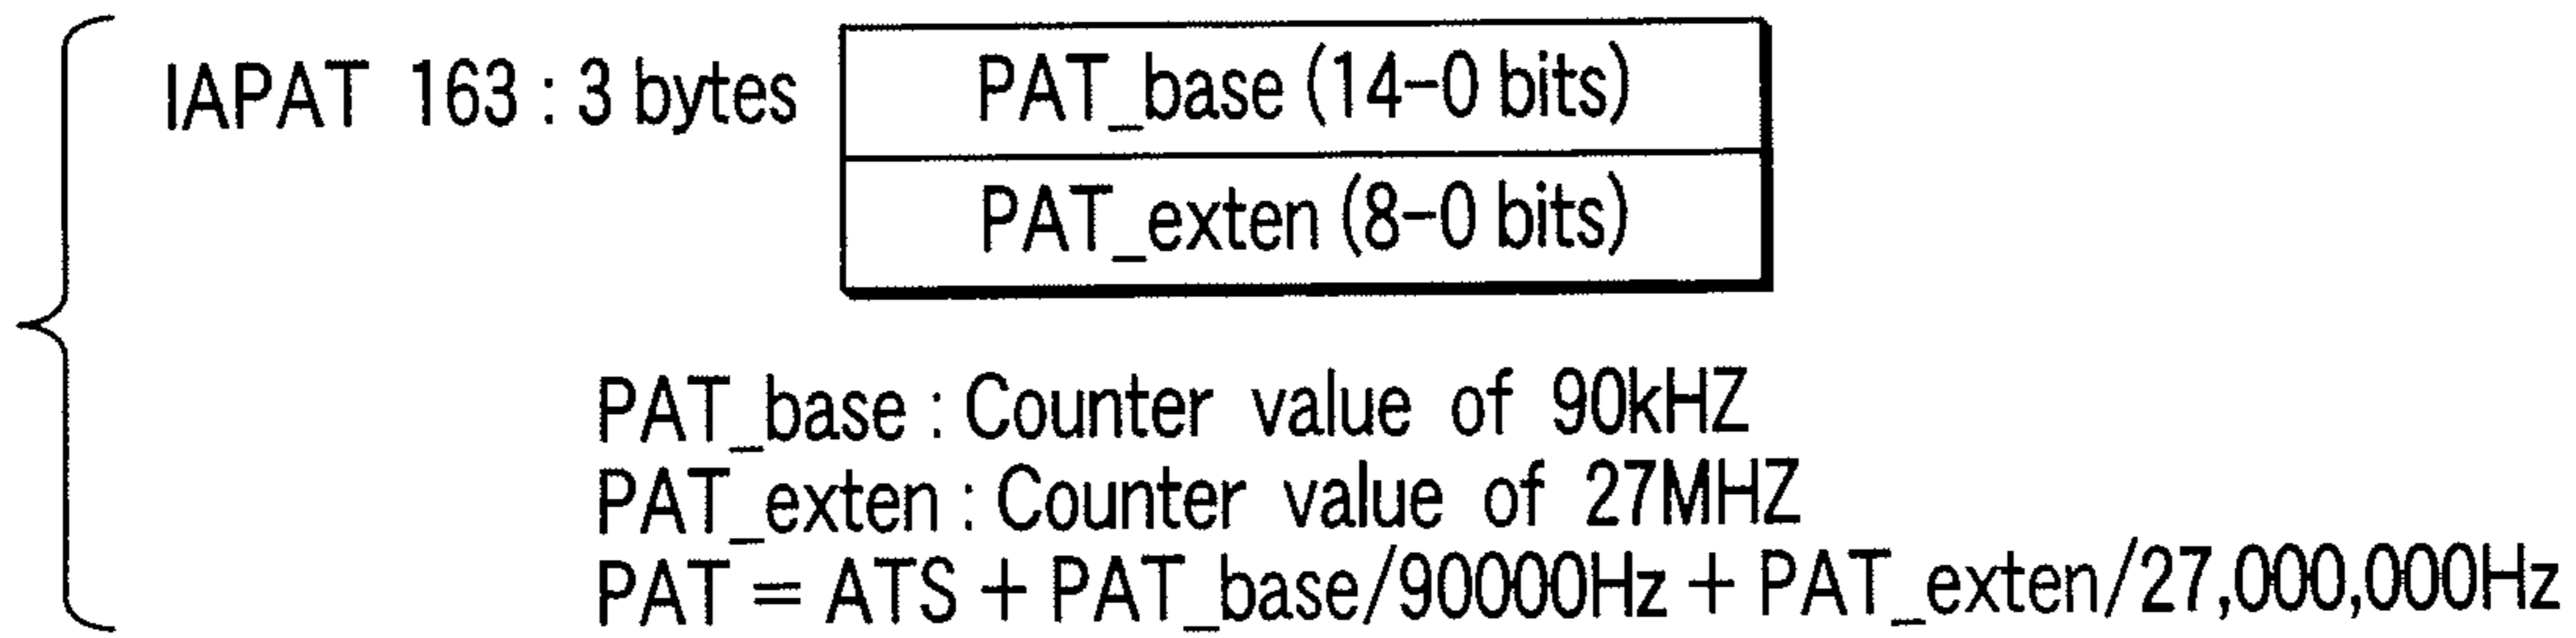 IAPAT 163 : 3 bytes PAT_base (14-0 bits)
PAT_exten (8-0 bits)
PAT_base : Counter value of 90kHZ
PAT_exten : Counter value of 27MHZ
PAT = ATS + PAT_base/90000Hz + PAT_exten/27,000,000Hz